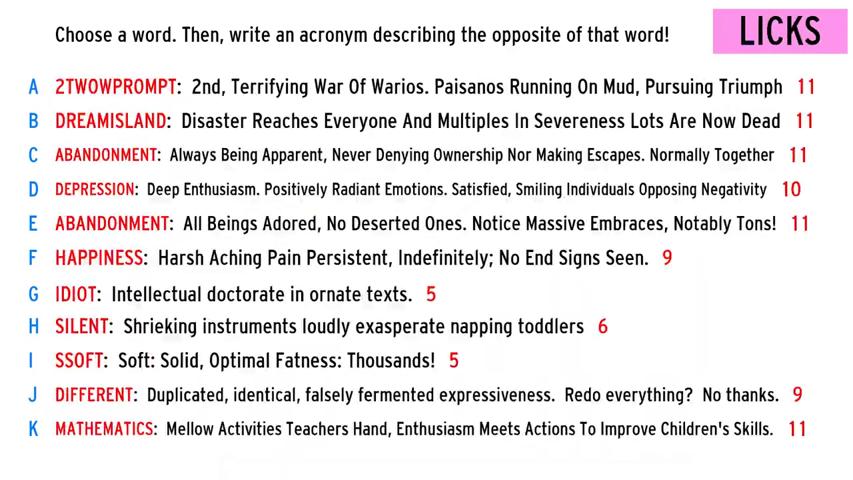 Choose a word. Then, write an acronym describing the opposite of that word!
LICKS
A 2TWOWPROMPT: 2nd, Terrifying War Of Warios. Paisanos Running On Mud, Pursuing Triumph 11
B DREAMISLAND: Disaster Reaches Everyone And Multiples In Severeness Lots Are Now Dead 11
C ABANDONMENT: Always Being Apparent, Never Denying Ownership Nor Making Escapes. Normally Together 11
D DEPRESSION: Deep Enthusiasm. Positively Radiant Emotions. Satisfied, Smiling Individuals Opposing Negativity 10
E ABANDONMENT: All Beings Adored, No Deserted Ones. Notice Massive Embraces, Notably Tons! 11
F HAPPINESS: Harsh Aching Pain Persistent, Indefinitely; No End Signs Seen. 9
G IDIOT: Intellectual doctorate in ornate texts. 5
H SILENT: Shrieking instruments loudly exasperate napping toddlers 6
I SSOFT: Soft: Solid, Optimal Fatness: Thousands! 5
J DIFFERENT: Duplicated, identical, falsely fermented expressiveness. Redo everything? No thanks. 9
K MATHEMATICS: Mellow Activities Teachers Hand, Enthusiasm Meets Actions To Improve Children's Skills. 11